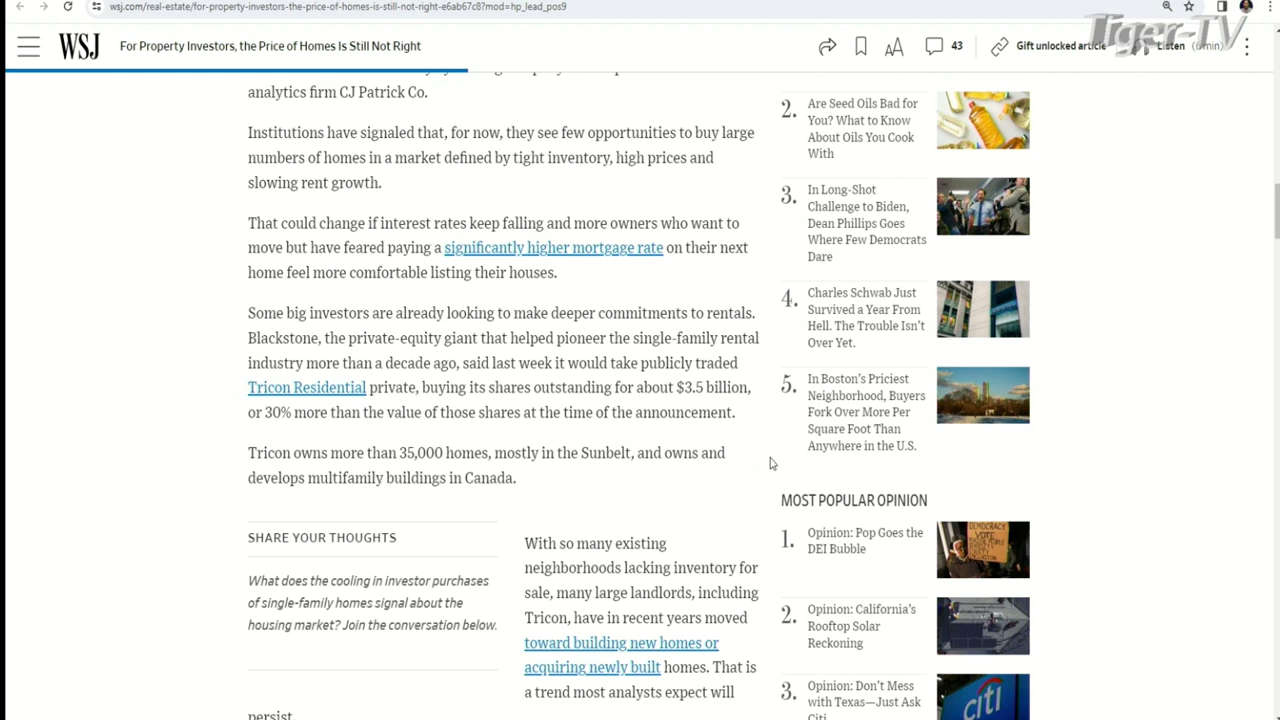 wsj.com/real-estate/for-property-investors-the-price-of-homes-is-still-not-right-e6ab67c8?mod=hp_lead_pos9
Tiger-TV
WSJ
For Property Investors, the Price of Homes Is Still Not Right
43
Gift unlocked article
Listen (6 min)
analytics firm CJ Patrick Co.
Institutions have signaled that, for now, they see few opportunities to buy large
numbers of homes in a market defined by tight inventory, high prices and
slowing rent growth.
That could change if interest rates keep falling and more owners who want to
move but have feared paying a significantly higher mortgage rate on their next
home feel more comfortable listing their houses.
Some big investors are already looking to make deeper commitments to rentals.
Blackstone, the private-equity giant that helped pioneer the single-family rental
industry more than a decade ago, said last week it would take publicly traded
Tricon Residential private, buying its shares outstanding for about $3.5 billion,
or 30% more than the value of those shares at the time of the announcement.
Tricon owns more than 35,000 homes, mostly in the Sunbelt, and owns and
develops multifamily buildings in Canada.
SHARE YOUR THOUGHTS
What does the cooling in investor purchases
of single-family homes signal about the
housing market? Join the conversation below.
With so many existing
neighborhoods lacking inventory for
sale, many large landlords, including
Tricon, have in recent years moved
toward building new homes or
acquiring newly built homes. That is
a trend most analysts expect will
persist.
2.
Are Seed Oils Bad for
You? What to Know
About Oils You Cook
With
3.
In Long-Shot
Challenge to Biden,
Dean Phillips Goes
Where Few Democrats
Dare
4.
Charles Schwab Just
Survived a Year From
Hell. The Trouble Isn't
Over Yet.
5.
In Boston's Priciest
Neighborhood, Buyers
Fork Over More Per
Square Foot Than
Anywhere in the U.S.
MOST POPULAR OPINION
1.
Opinion: Pop Goes the
DEI Bubble
DEMOCRACY
VOTE
2.
Opinion: California's
Rooftop Solar
Reckoning
3.
Opinion: Don't Mess
with Texas—Just Ask
Citi
citi